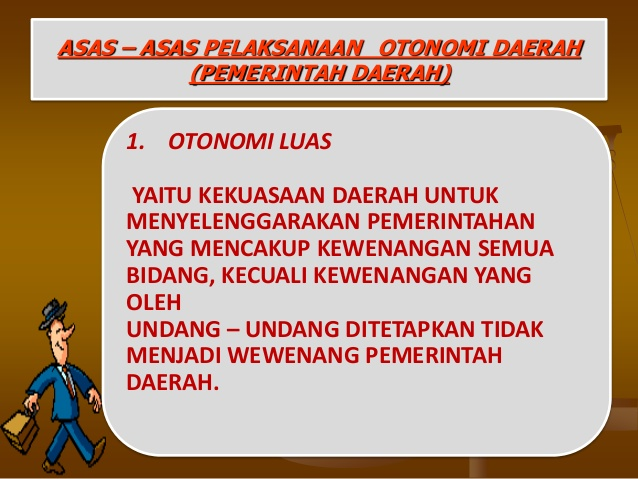 ASAS – ASAS PELAKSANAAN OTONOMI DAERAH
(PEMERINTAH DAERAH)
1. OTONOMI LUAS
YAITU KEKUASAAN DAERAH UNTUK
MENYELENGGARAKAN PEMERINTAHAN
YANG MENCAKUP KEWENANGAN SEMUA
BIDANG, KECUALI KEWENANGAN YANG
OLEH
UNDANG – UNDANG DITETAPKAN TIDAK
MENJADI WEWENANG PEMERINTAH
DAERAH.